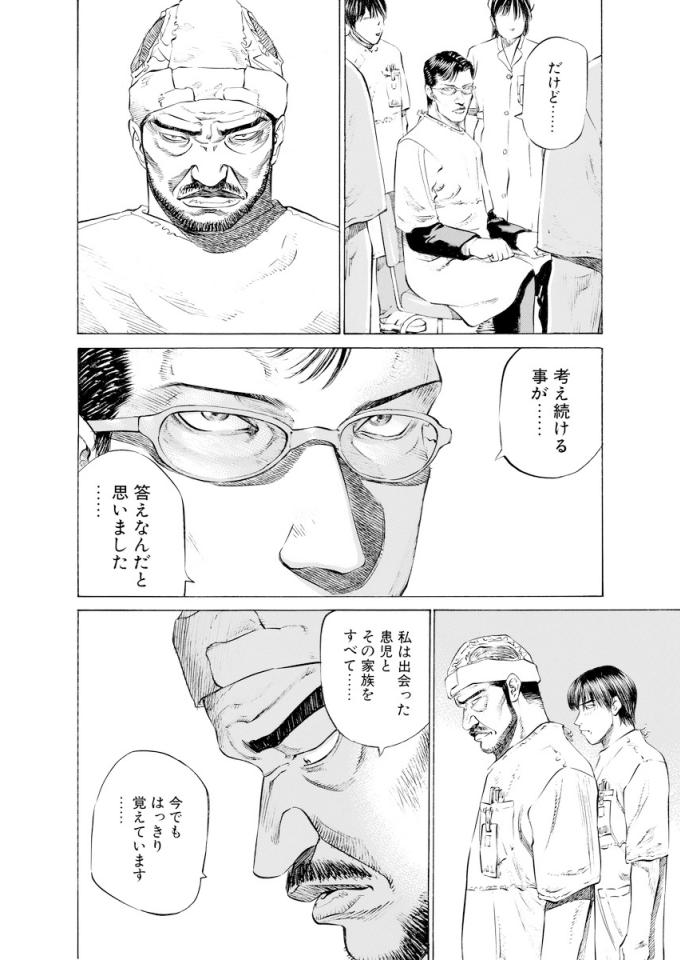 だけど……
考え続ける
事が……
答えなんだと
思いました
……
私は出会った
患児と
その家族を
すべて……
今でも
はっきり
覚えています
……